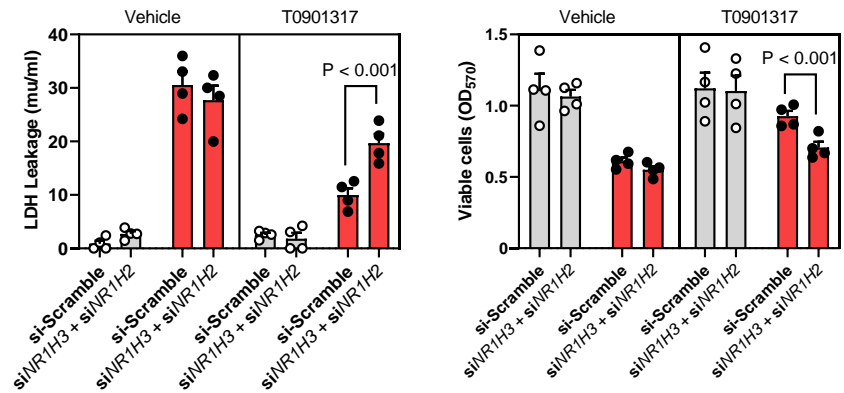 Vehicle
T0901317
LDH Leakage (mu/ml)
40
30
20
10
0
P < 0.001
si-Scramble
siNR1H3 + siNR1H2
si-Scramble
siNR1H3 + siNR1H2
si-Scramble
siNR1H3 + siNR1H2
si-Scramble
siNR1H3 + siNR1H2
Vehicle
T0901317
Viable cells (OD570)
1.5
1.0
0.5
0
P < 0.001
si-Scramble
siNR1H3 + siNR1H2
si-Scramble
siNR1H3 + siNR1H2
si-Scramble
siNR1H3 + siNR1H2
si-Scramble
siNR1H3 + siNR1H2